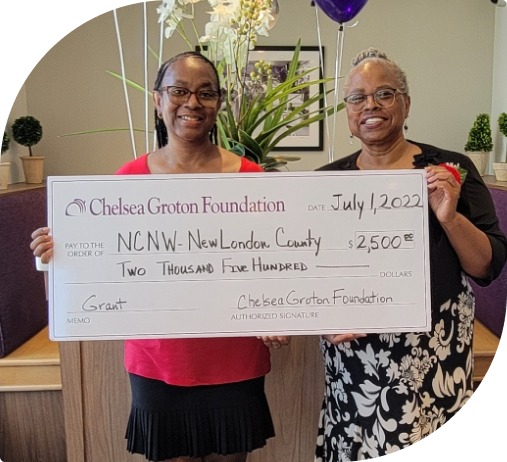 Chelsea Groton Foundation DATE July 1, 2022
PAY TO THE
ORDER OF NCNW - New London County $ 2,500 00
Two Thousand Five Hundred DOLLARS
Grant Chelsea Groton Foundation
MEMO AUTHORIZED SIGNATURE